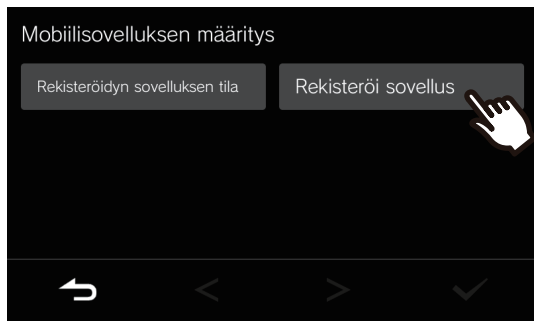 Mobiilisovelluksen määritys
Rekisteröidyn sovelluksen tila
Rekisteröi sovellus